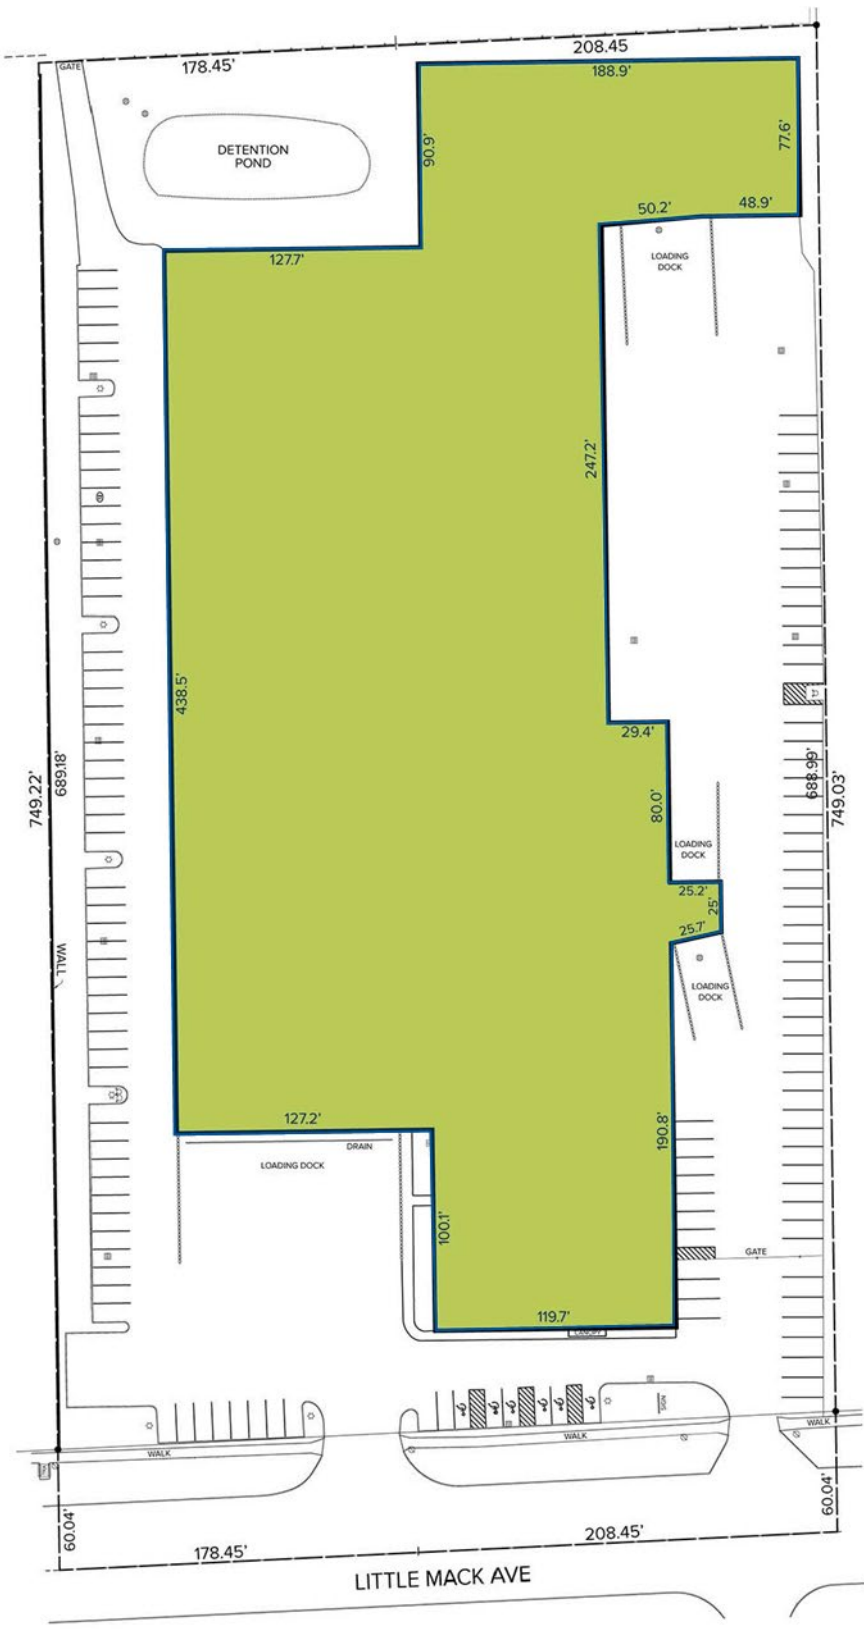 208.45
178.45'
GATE
188.9'
DETENTION
POND
90.9'
77.6'
50.2'
48.9'
127.7'
LOADING
DOCK
247.2'
438.5'
29.4'
749.22'
689.18'
688.99'
749.03'
80.0'
LOADING
DOCK
25.2'
25'
25.7'
WALL
LOADING
DOCK
127.2'
190.8'
DRAIN
LOADING DOCK
100.1'
GATE
119.7'
CANOPY
SIGN
WALK
WALK
WALK
60.04'
60.04'
208.45'
178.45'
LITTLE MACK AVE